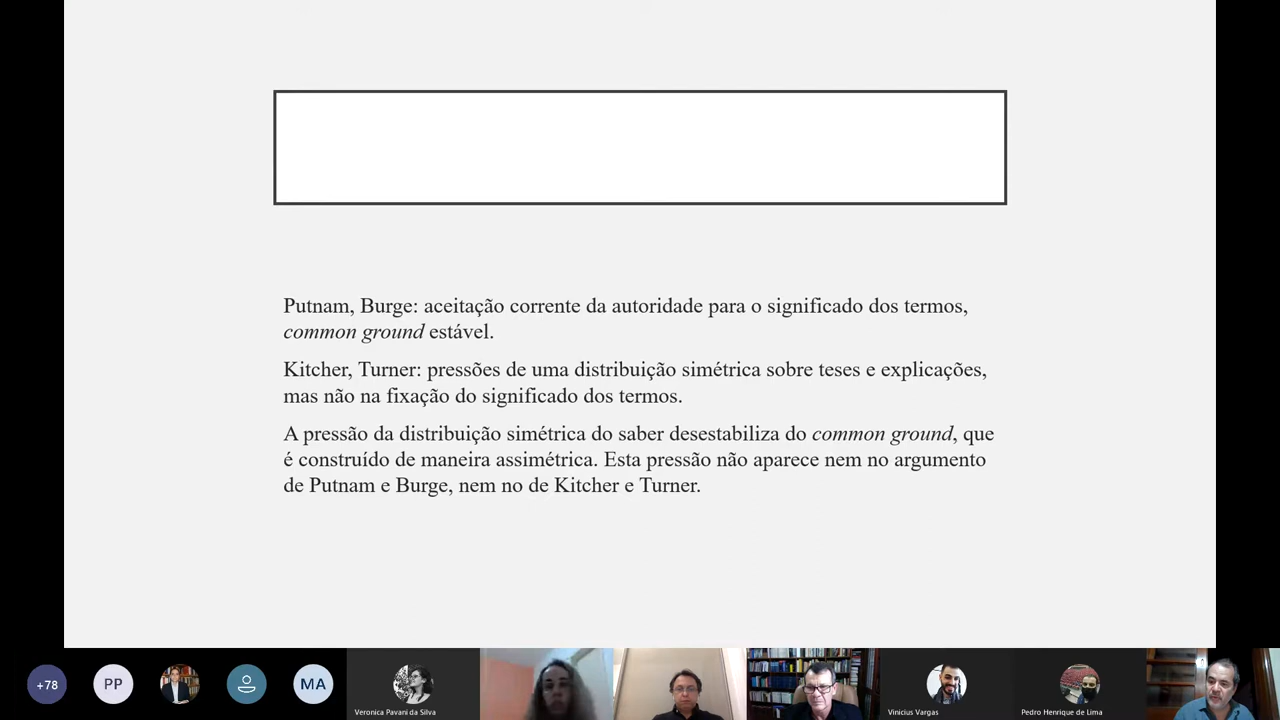 Putnam, Burge: aceitação corrente da autoridade para o significado dos termos,
common ground estável.
Kitcher, Turner: pressões de uma distribuição simétrica sobre teses e explicações,
mas não na fixação do significado dos termos.
A pressão da distribuição simétrica do saber desestabiliza do common ground, que
é construído de maneira assimétrica. Esta pressão não aparece nem no argumento
de Putnam e Burge, nem no de Kitcher e Turner.
+78
PP
MA
Veronica Pavani da Silva
Vinicius Vargas
Pedro Henrique de Lima